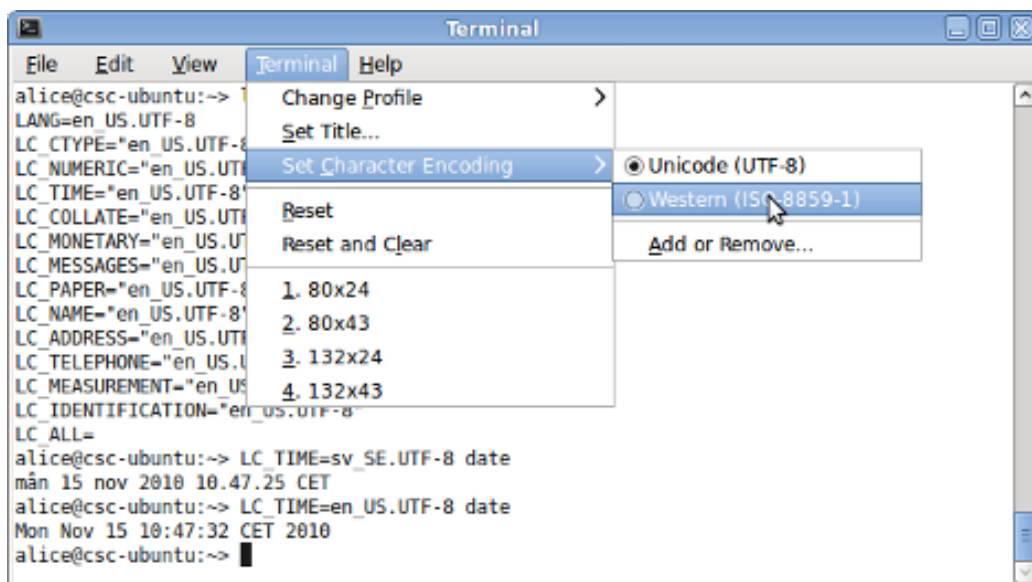 Terminal
File Edit View Terminal Help
alice@csc-ubuntu:~>
LANG=en_US.UTF-8
LC_CTYPE="en_US.UTF-8
LC_NUMERIC="en_US.UTF
LC_TIME="en_US.UTF-8"
LC_COLLATE="en_US.UTF
LC_MONETARY="en_US.UT
LC_MESSAGES="en_US.UT
LC_PAPER="en_US.UTF-8
LC_NAME="en_US.UTF-8"
LC_ADDRESS="en_US.UTF
LC_TELEPHONE="en_US.U
LC_MEASUREMENT="en_US
LC_IDENTIFICATION="en_US.UTF-8"
LC_ALL=
alice@csc-ubuntu:~> LC_TIME=sv_SE.UTF-8 date
mån 15 nov 2010 10.47.25 CET
alice@csc-ubuntu:~> LC_TIME=en_US.UTF-8 date
Mon Nov 15 10:47:32 CET 2010
alice@csc-ubuntu:~>
Change Profile
Set Title...
Set Character Encoding
Reset
Reset and Clear
1. 80x24
2. 80x43
3. 132x24
4. 132x43
Unicode (UTF-8)
Western (ISO-8859-1)
Add or Remove...